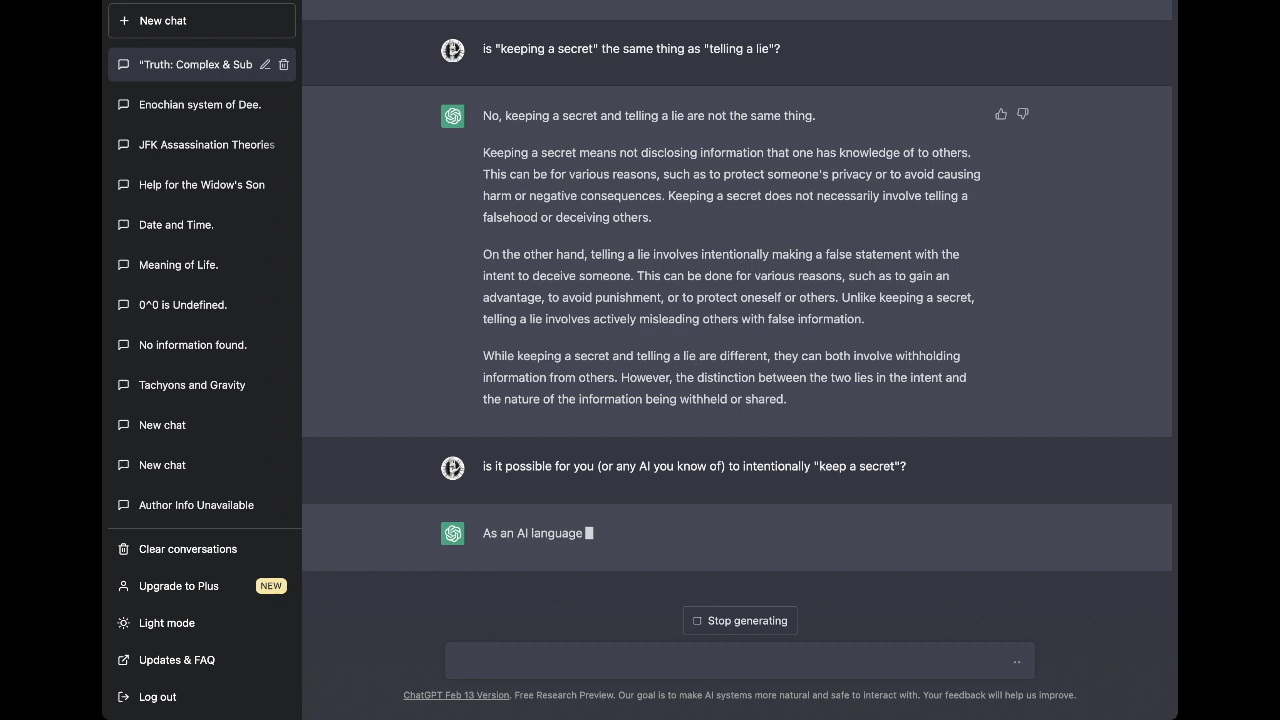 New chat
"Truth: Complex & Sub
Enochian system of Dee.
JFK Assassination Theories
Help for the Widow's Son
Date and Time.
Meaning of Life.
0^0 is Undefined.
No information found.
Tachyons and Gravity
New chat
New chat
Author Info Unavailable
Clear conversations
Upgrade to Plus NEW
Light mode
Updates & FAQ
Log out
is "keeping a secret" the same thing as "telling a lie"?
No, keeping a secret and telling a lie are not the same thing.
Keeping a secret means not disclosing information that one has knowledge of to others.
This can be for various reasons, such as to protect someone's privacy or to avoid causing
harm or negative consequences. Keeping a secret does not necessarily involve telling a
falsehood or deceiving others.
On the other hand, telling a lie involves intentionally making a false statement with the
intent to deceive someone. This can be done for various reasons, such as to gain an
advantage, to avoid punishment, or to protect oneself or others. Unlike keeping a secret,
telling a lie involves actively misleading others with false information.
While keeping a secret and telling a lie are different, they can both involve withholding
information from others. However, the distinction between the two lies in the intent and
the nature of the information being withheld or shared.
is it possible for you (or any AI you know of) to intentionally "keep a secret"?
As an AI language
Stop generating
ChatGPT Feb 13 Version. Free Research Preview. Our goal is to make AI systems more natural and safe to interact with. Your feedback will help us improve.